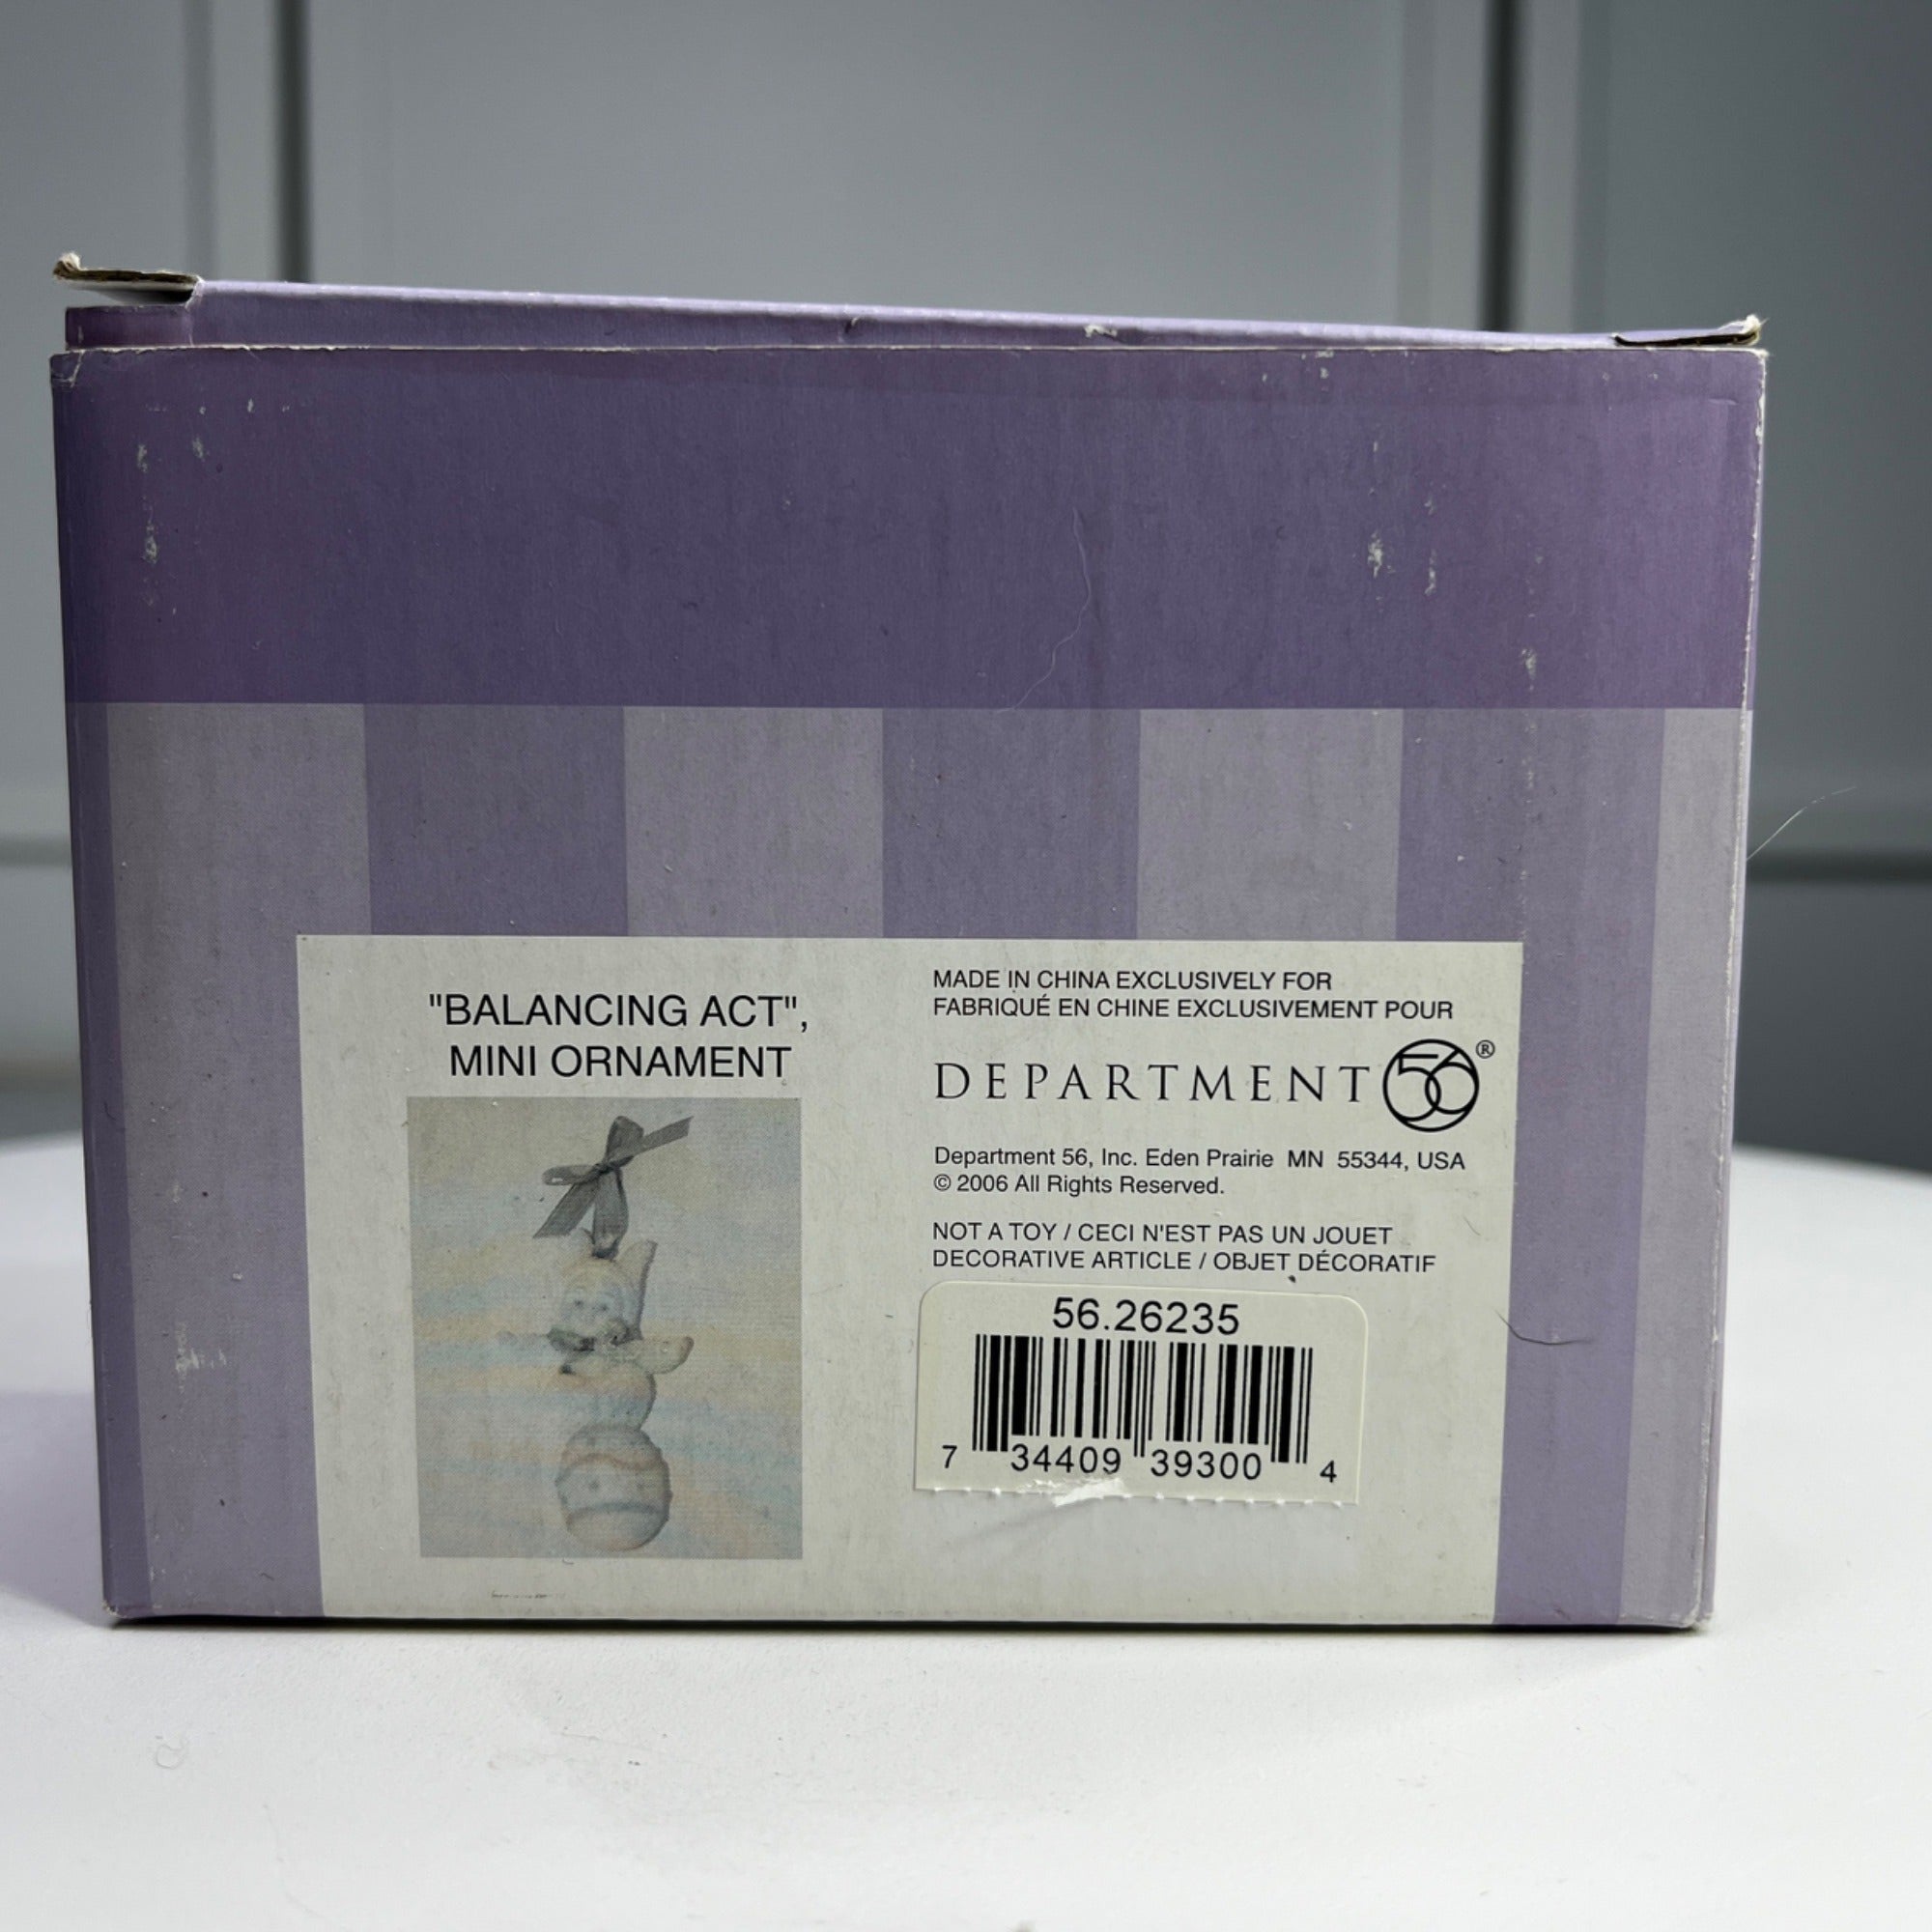 "BALANCING ACT",
MINI ORNAMENT
MADE IN CHINA EXCLUSIVELY FOR
FABRIQUÉ EN CHINE EXCLUSIVEMENT POUR
DEPARTMENT 56®
Department 56, Inc. Eden Prairie MN 55344, USA
© 2006 All Rights Reserved.
NOT A TOY / CECI N'EST PAS UN JOUET
DECORATIVE ARTICLE / OBJET DÉCORATIF
56.26235
7 34409 39300 4